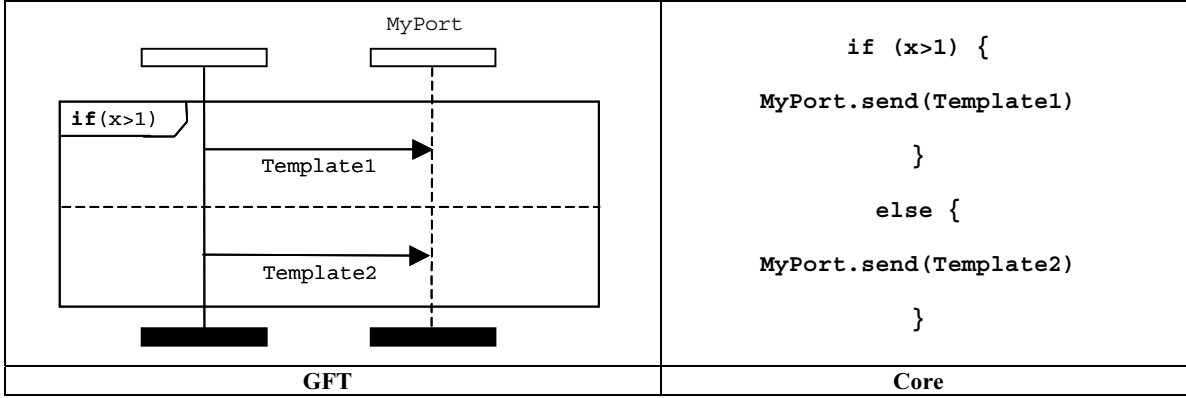 MyPort
if(x>1)
Template1
Template2
if (x>1) {
MyPort.send(Template1)
}
else {
MyPort.send(Template2)
}
GFT
Core